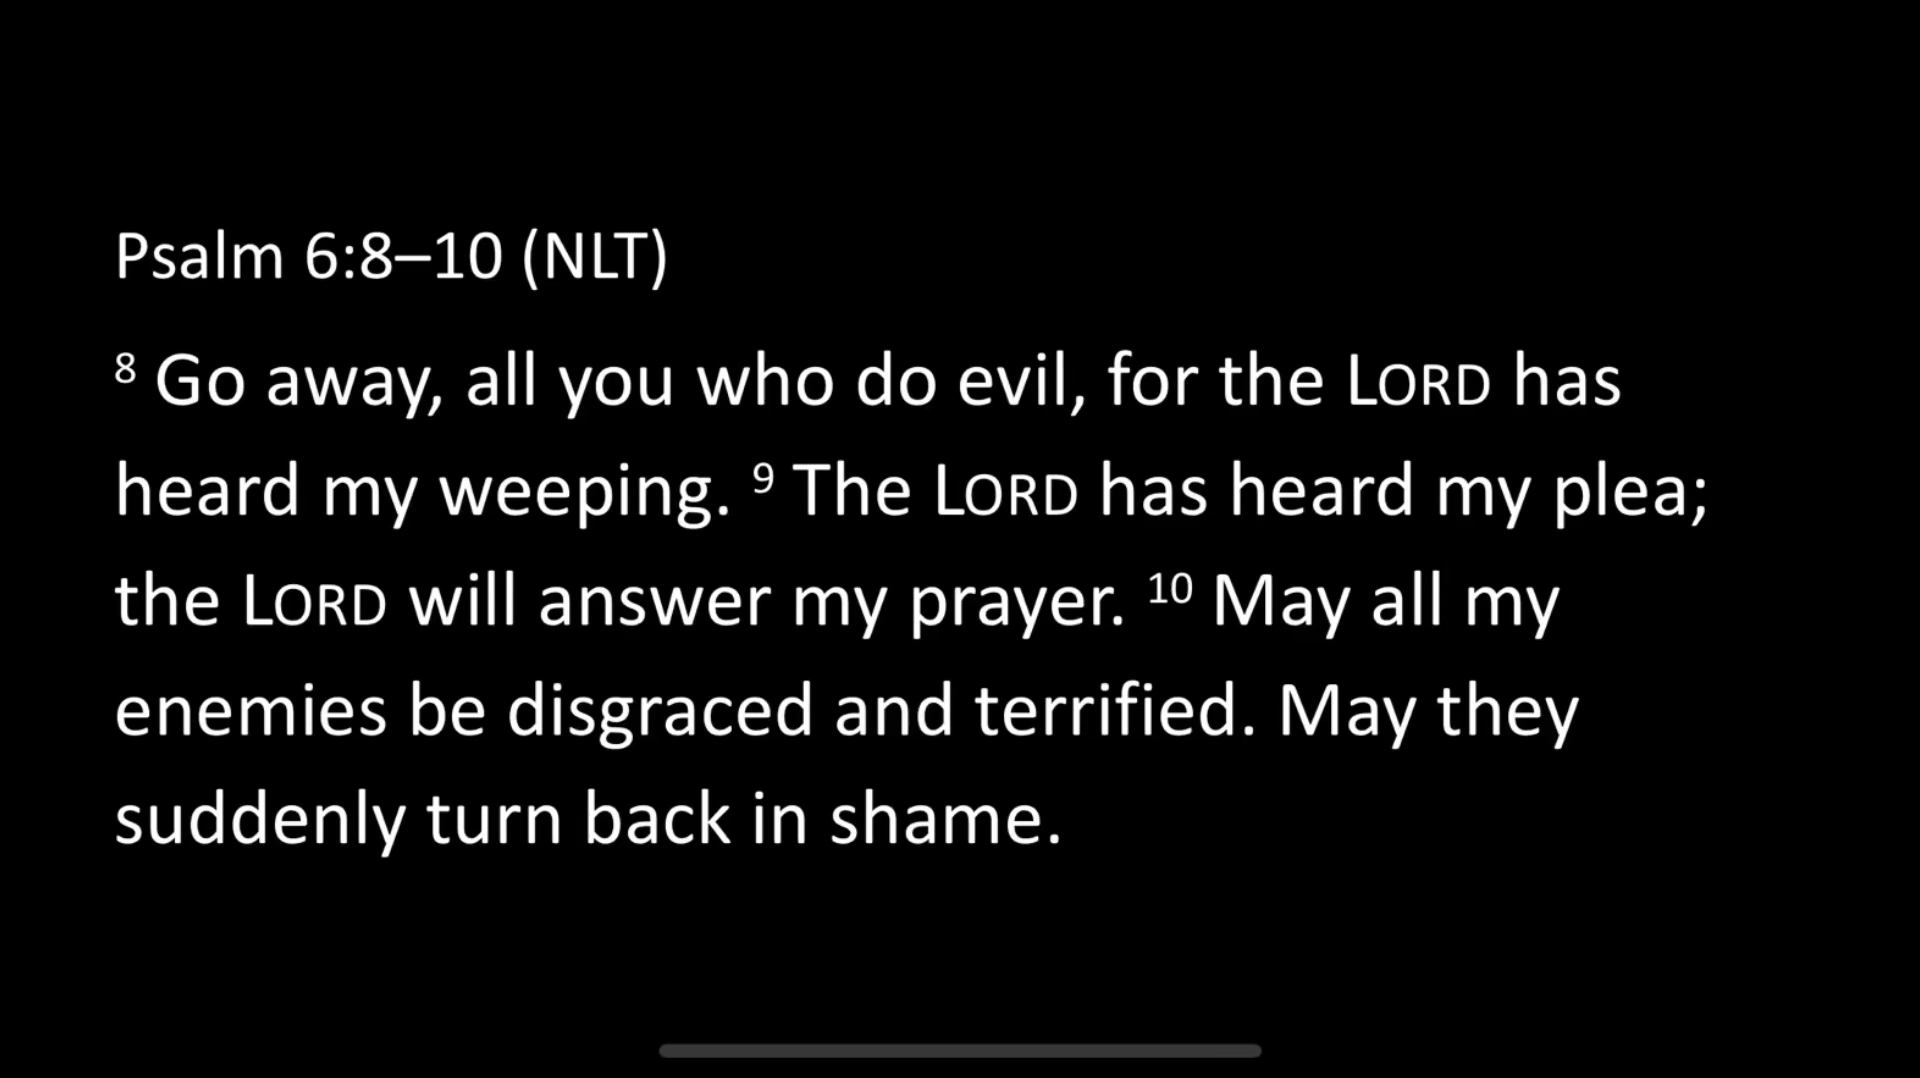 Psalm 6:8–10 (NLT)
⁸ Go away, all you who do evil, for the LORD has
heard my weeping. ⁹ The LORD has heard my plea;
the LORD will answer my prayer. ¹⁰ May all my
enemies be disgraced and terrified. May they
suddenly turn back in shame.